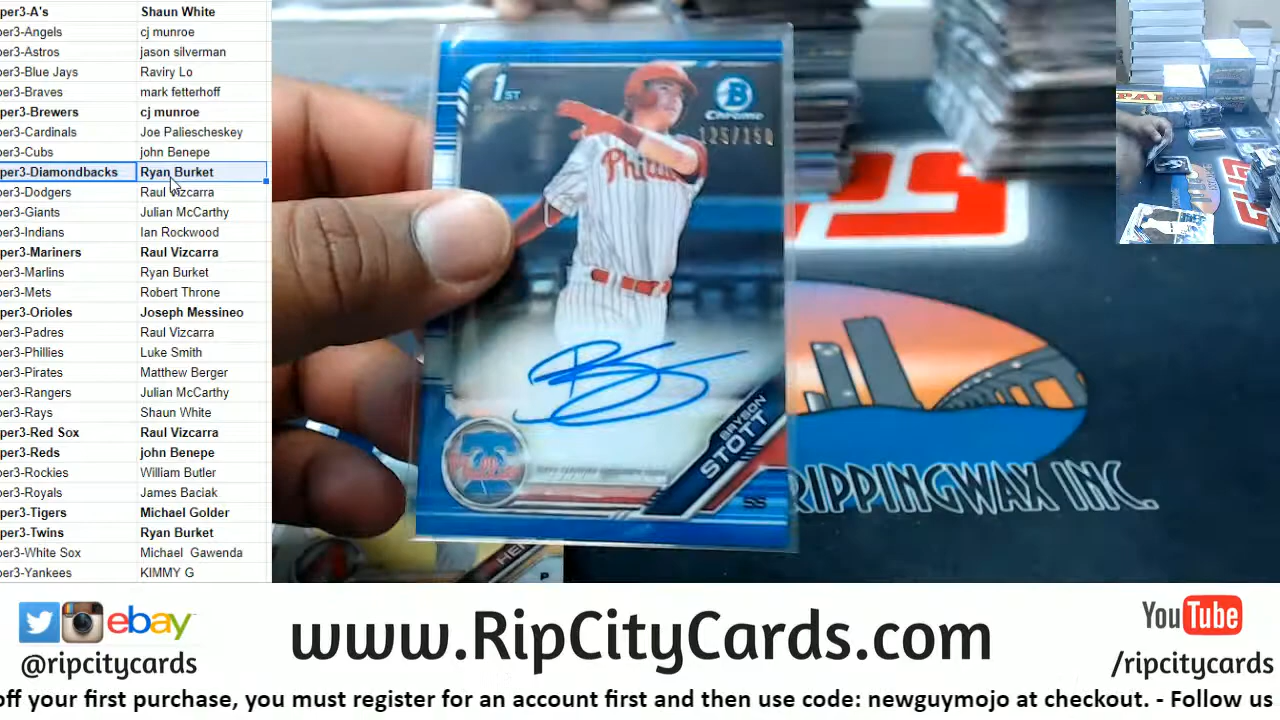 per3-A's Shaun White
per3-Angels cj munroe
per3-Astros jason silverman
per3-Blue Jays Raviry Lo
per3-Braves mark fetterhoff
per3-Brewers cj munroe
per3-Cardinals Joe Paliescheskey
per3-Cubs john Benepe
per3-Diamondbacks Ryan Burket
per3-Dodgers Raul Vizcarra
per3-Giants Julian McCarthy
per3-Indians Ian Rockwood
per3-Mariners Raul Vizcarra
per3-Marlins Ryan Burket
per3-Mets Robert Throne
per3-Orioles Joseph Messineo
per3-Padres Raul Vizcarra
per3-Phillies Luke Smith
per3-Pirates Matthew Berger
per3-Rangers Julian McCarthy
per3-Rays Shaun White
per3-Red Sox Raul Vizcarra
per3-Reds john Benepe
per3-Rockies William Butler
per3-Royals James Baciak
per3-Tigers Michael Golder
per3-Twins Ryan Burket
per3-White Sox Michael Gawenda
per3-Yankees KIMMY G
1ST
B
Chrome
125/150
Phillies
BRYSON
STOTT
SS
RIPPINGWAX INC.
ebay
@ripcitycards
www.RipCityCards.com
YouTube
/ripcitycards
off your first purchase, you must register for an account first and then use code: newguymojo at checkout. - Follow us